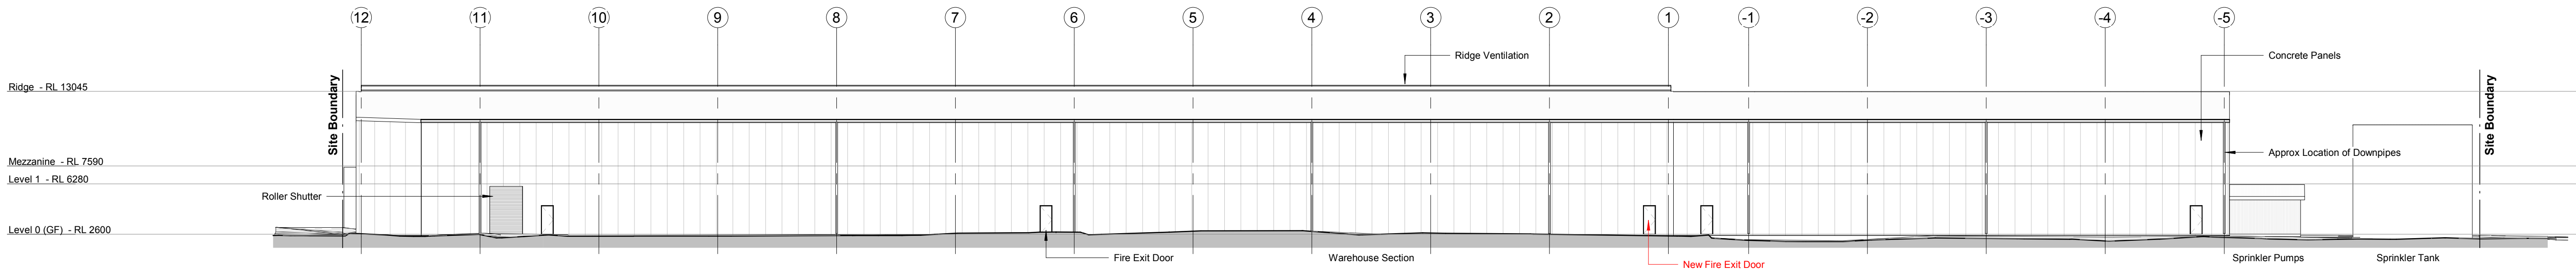 12 11 10 9 8 7 6 5 4 3 2 1 -1 -2 -3 -4 -5
Ridge Ventilation
Concrete Panels
Ridge - RL 13045
Site Boundary
Site Boundary
Mezzanine - RL 7590
Approx Location of Downpipes
Level 1 - RL 6280
Roller Shutter
Level 0 (GF) - RL 2600
Fire Exit Door
Warehouse Section
New Fire Exit Door
Sprinkler Pumps
Sprinkler Tank